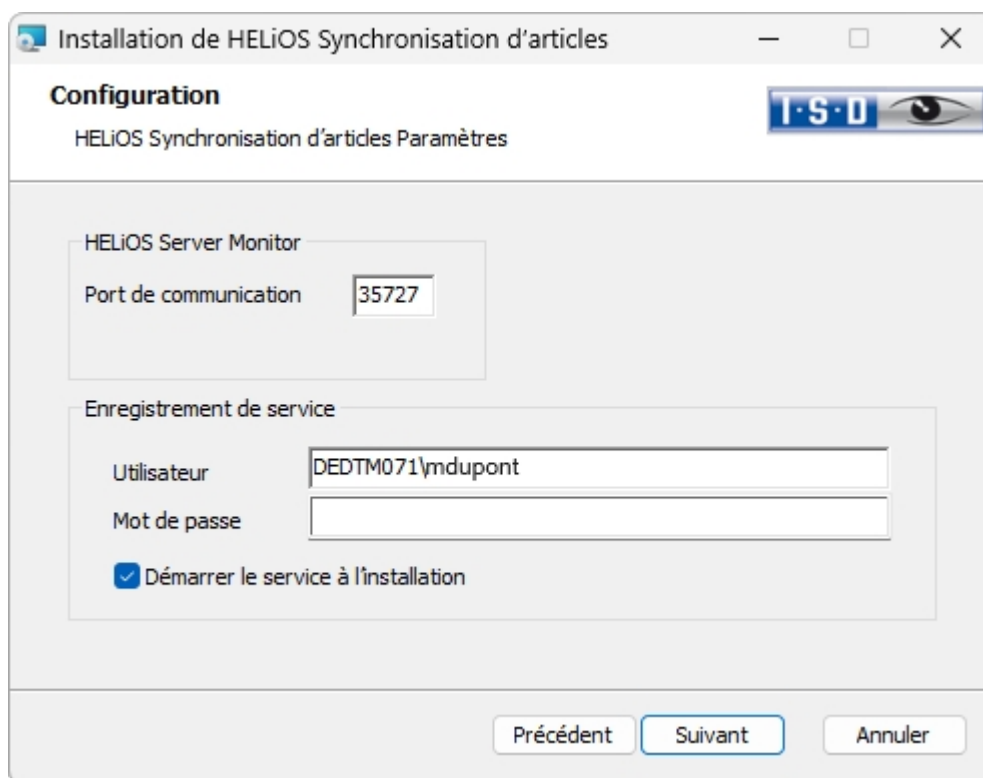 Installation de HELiOS Synchronisation d'articles
Configuration
HELiOS Synchronisation d'articles Paramètres
I·S·D
HELiOS Server Monitor
Port de communication 35727
Enregistrement de service
Utilisateur DEDTM071\mdupont
Mot de passe
Démarrer le service à l'installation
Précédent Suivant Annuler